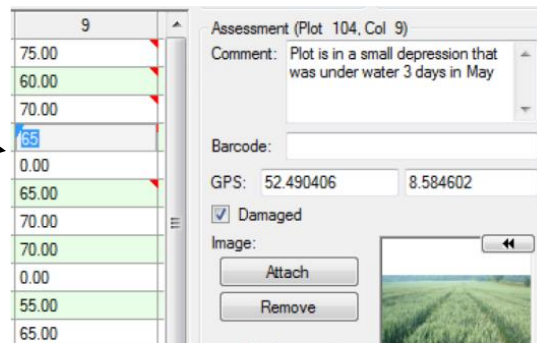 9
75.00
60.00
70.00
65
0.00
65.00
70.00
70.00
0.00
55.00
65.00
Assessment (Plot 104, Col 9)
Comment: Plot is in a small depression that
was under water 3 days in May
Barcode:
GPS: 52.490406 8.584602
Damaged
Image:
Attach
Remove